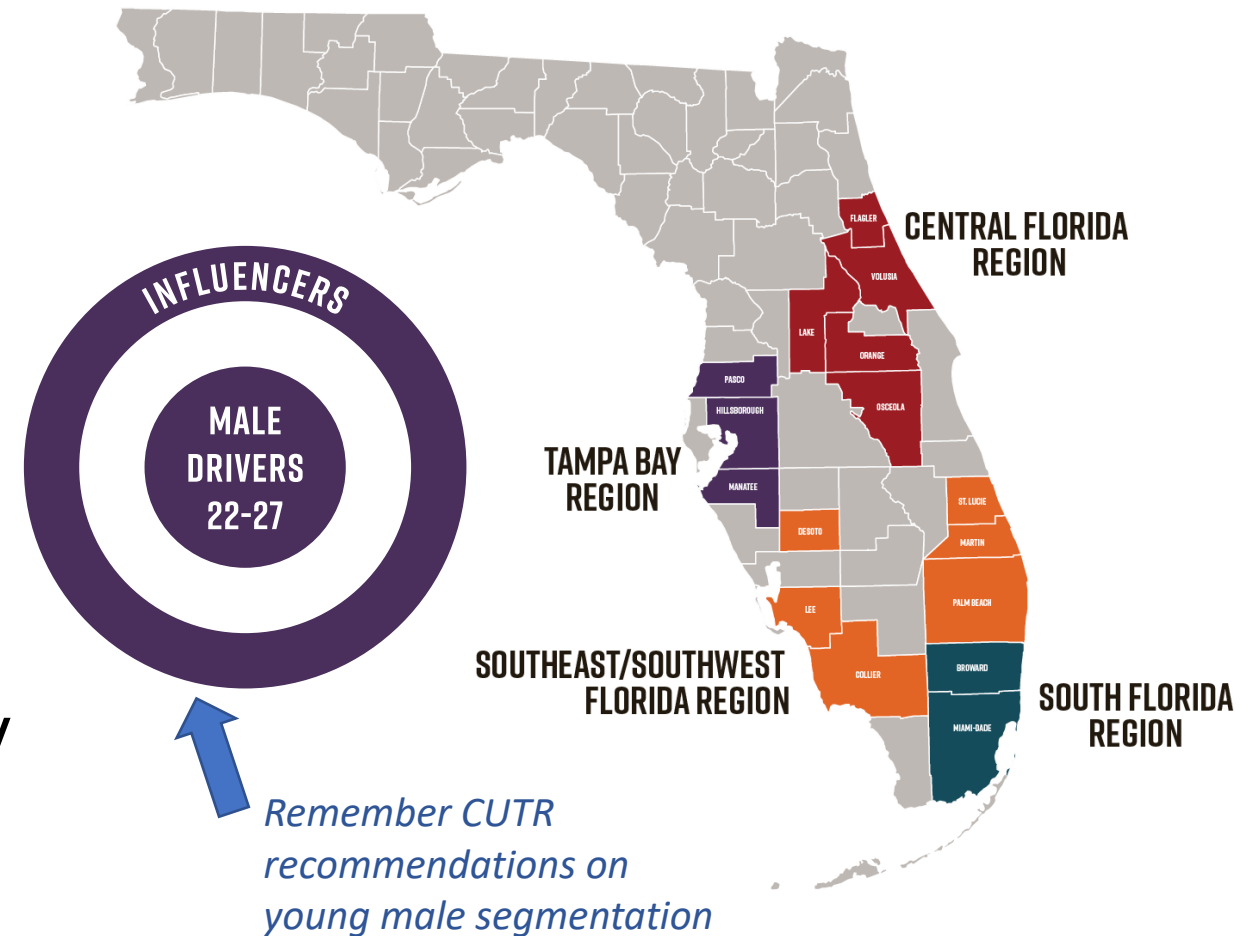 INFLUENCERS
MALE
DRIVERS
22-27
CENTRAL FLORIDA
REGION
FLAGLER
VOLUSIA
LAKE
ORANGE
OSCEOLA
TAMPA BAY
REGION
PASCO
HILLSBOROUGH
MANATEE
SOUTHEAST/SOUTHWEST
FLORIDA REGION
DESOTO
LEE
COLLIER
ST. LUCIE
MARTIN
PALM BEACH
SOUTH FLORIDA
REGION
BROWARD
MIAMI-DADE
Remember CUTR
recommendations on
young male segmentation